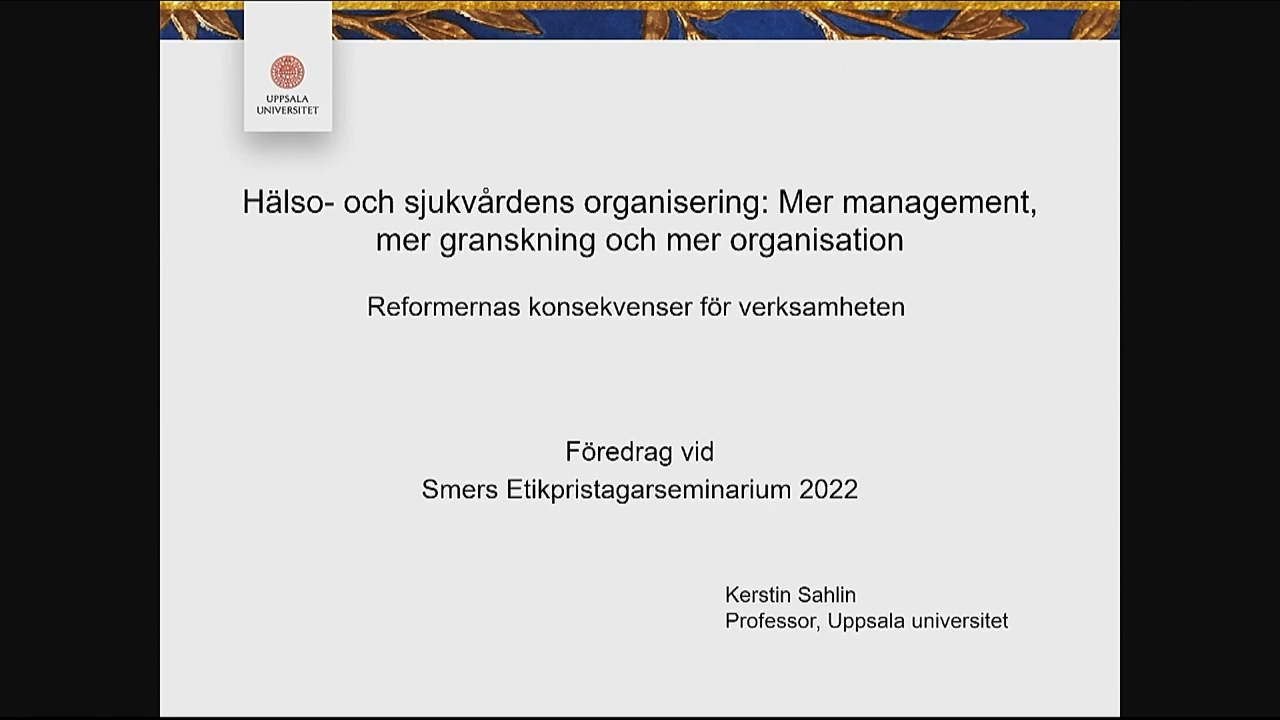 UPPSALA
UNIVERSITET
Hälso- och sjukvårdens organisering: Mer management,
mer granskning och mer organisation
Reformernas konsekvenser för verksamheten
Föredrag vid
Smers Etikpristagarseminarium 2022
Kerstin Sahlin
Professor, Uppsala universitet